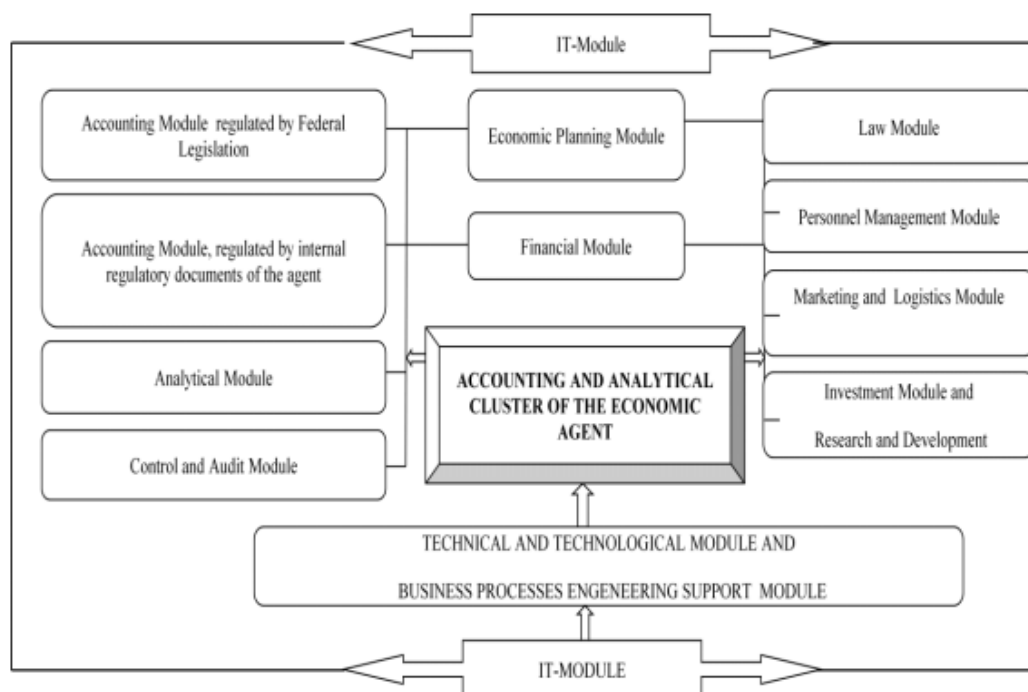 IT-Module
Accounting Module regulated by Federal
Legislation
Economic Planning Module
Law Module
Personnel Management Module
Accounting Module, regulated by internal
regulatory documents of the agent
Financial Module
Marketing and Logistics Module
Analytical Module
ACCOUNTING AND ANALYTICAL
CLUSTER OF THE ECONOMIC
AGENT
Investment Module and
Research and Development
Control and Audit Module
TECHNICAL AND TECHNOLOGICAL MODULE AND
BUSINESS PROCESSES ENGENEERING SUPPORT MODULE
IT-MODULE